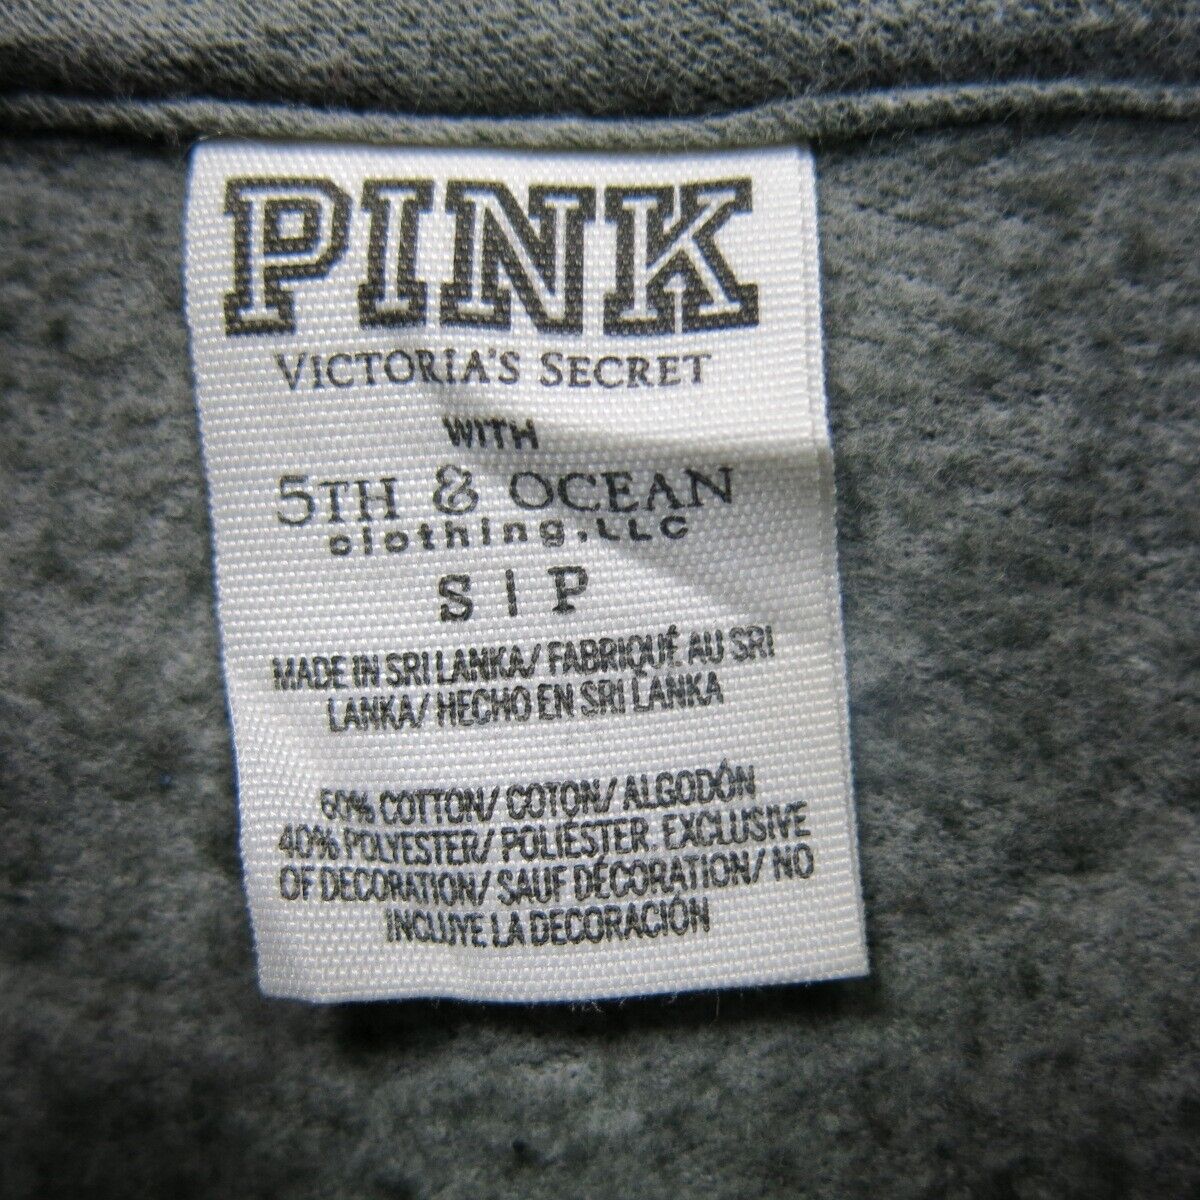 PINK
VICTORIA'S SECRET
WITH
5TH & OCEAN
clothing, LLC
S | P
MADE IN SRI LANKA/ FABRIQUÉ AU SRI
LANKA/ HECHO EN SRI LANKA
60% COTTON/ COTON/ ALGODÓN
40% POLYESTER/ POLIÉSTER. EXCLUSIVE
OF DECORATION/ SAUF DÉCORATION/ NO
INCLUYE LA DECORACIÓN